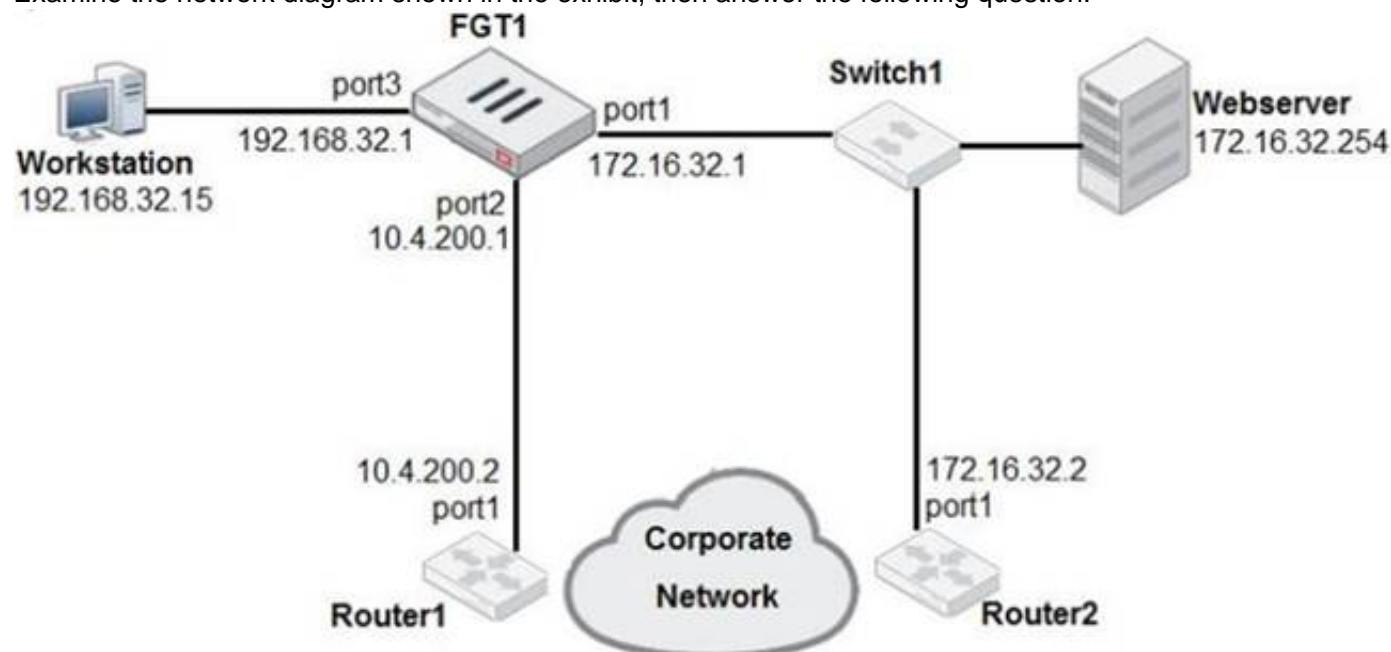 Examine the network diagram shown in the exhibit, then answer the following question.
FGT1
port3
192.168.32.1
Workstation
192.168.32.15
port1
172.16.32.1
Switch1
Webserver
172.16.32.254
port2
10.4.200.1
10.4.200.2
port1
Router1
Corporate
Network
172.16.32.2
port1
Router2